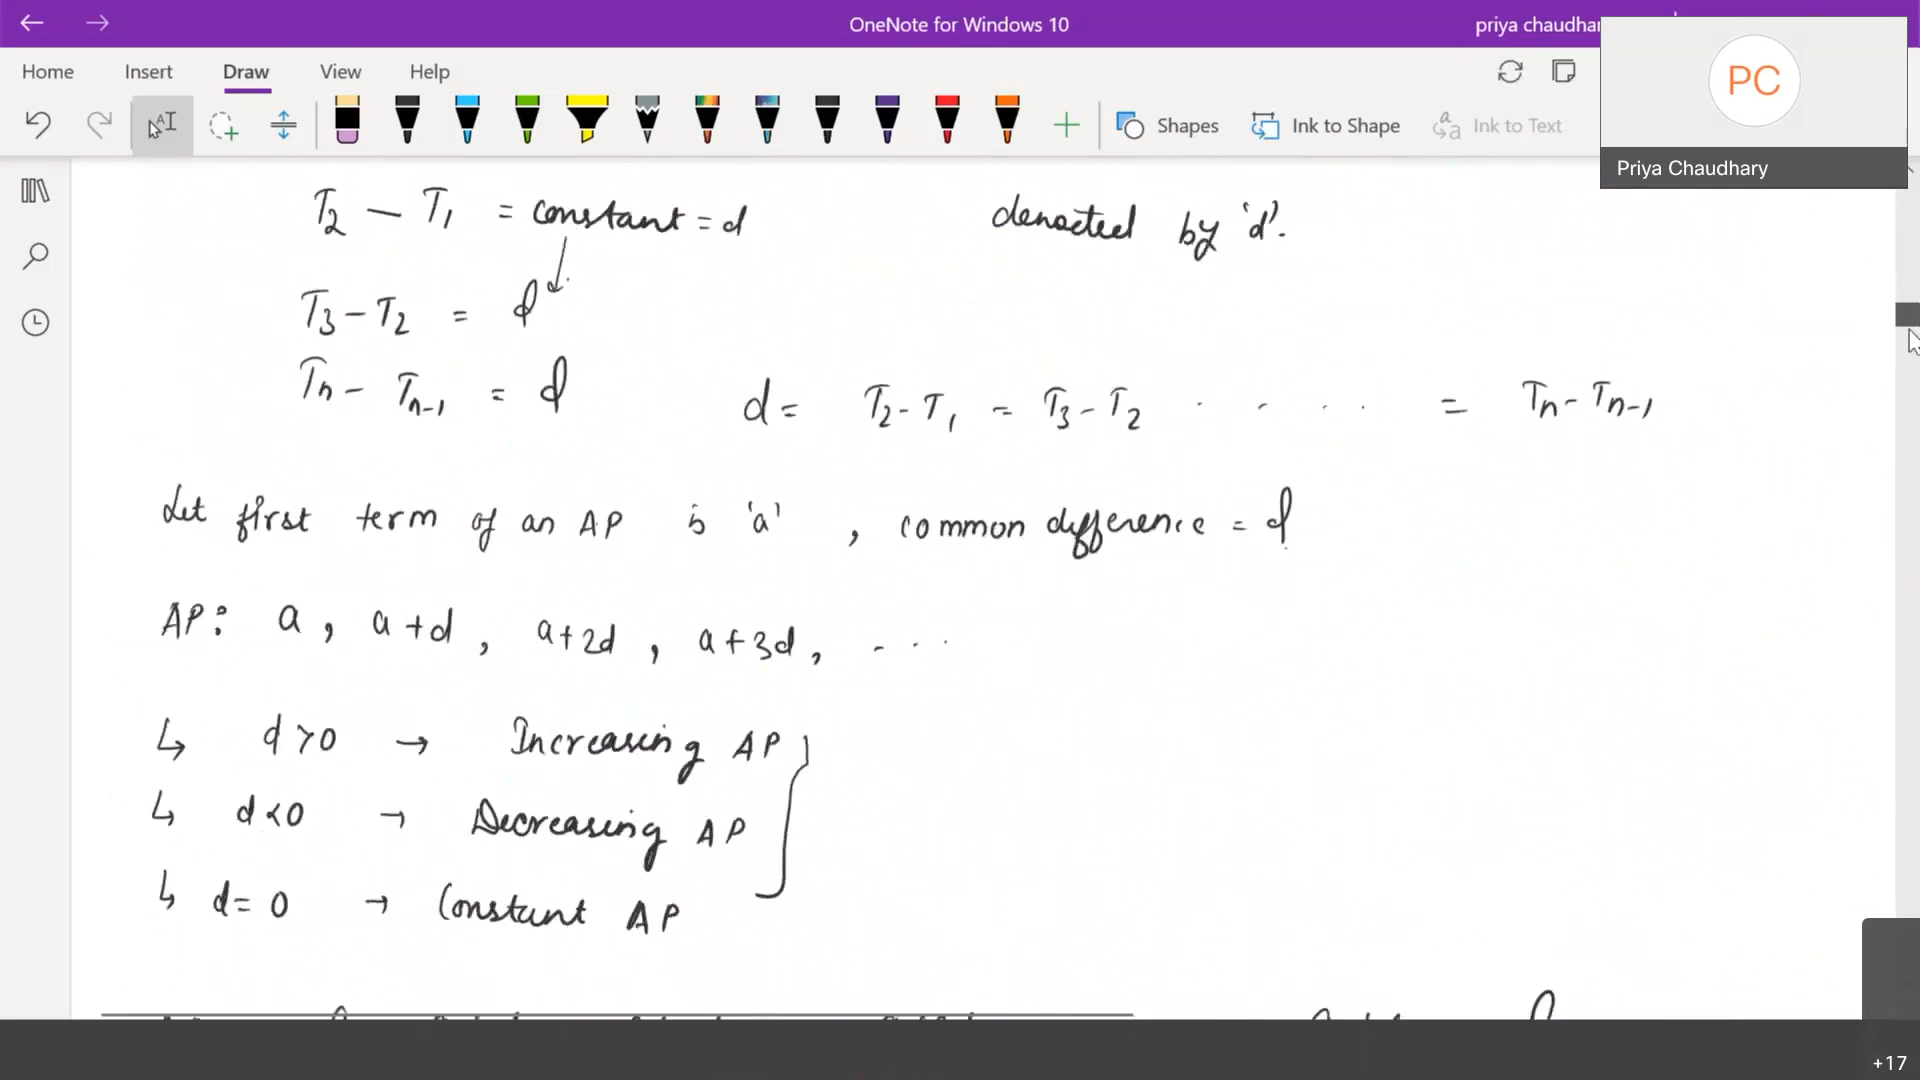 OneNote for Windows 10
priya chaudhar
PC
Priya Chaudhary
Home Insert Draw View Help
Shapes Ink to Shape Ink to Text
T2 – T1 = constant = d
denoted by 'd'.
T3 – T2 = d
Tn – Tn-1 = d
d = T2 - T1 = T3 - T2 . . . . = Tn - Tn-1
Let first term of an AP is 'a' , common difference = d
AP: a , a+d , a+2d , a+3d , - ...
↳ d>0 → Increasing AP
↳ d<0 → Decreasing AP
↳ d=0 → Constant AP
+17